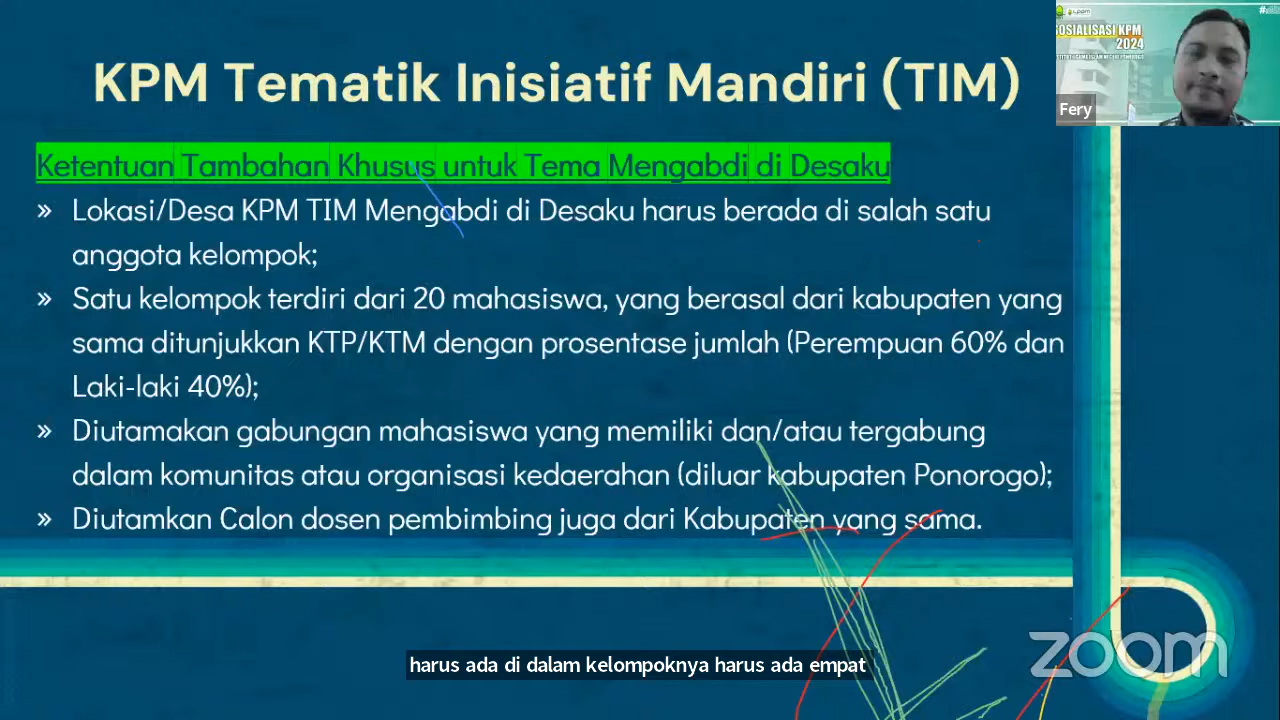 KPM Tematik Inisiatif Mandiri (TIM)
SOSIALISASI KPM
2024
Fery
Ketentuan Tambahan Khusus untuk Tema Mengabdi di Desaku
» Lokasi/Desa KPM TIM Mengabdi di Desaku harus berada di salah satu
anggota kelompok;
» Satu kelompok terdiri dari 20 mahasiswa, yang berasal dari kabupaten yang
sama ditunjukkan KTP/KTM dengan prosentase jumlah (Perempuan 60% dan
Laki-laki 40%);
» Diutamakan gabungan mahasiswa yang memiliki dan/atau tergabung
dalam komunitas atau organisasi kedaerahan (diluar kabupaten Ponorogo);
» Diutamkan Calon dosen pembimbing juga dari Kabupaten yang sama.
zoom
harus ada di dalam kelompoknya harus ada empat